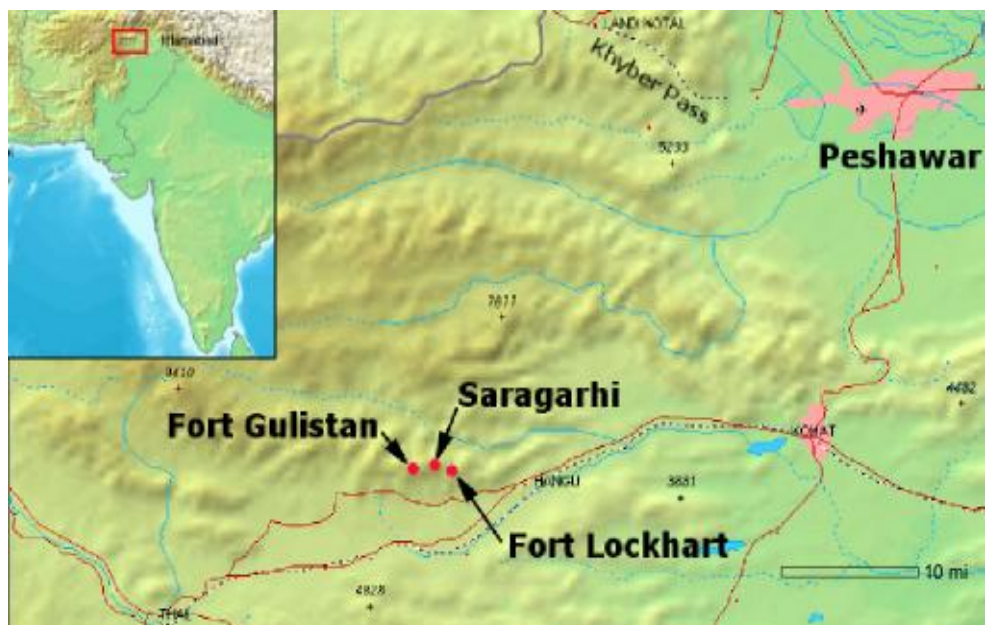 Islamabad
LANDI KOTAL
Khyber Pass
5233
Peshawar
7611
9410
4482
Saragarhi
Fort Gulistan
KOHAT
HANGU
3881
Fort Lockhart
10 mi
4828
THAL